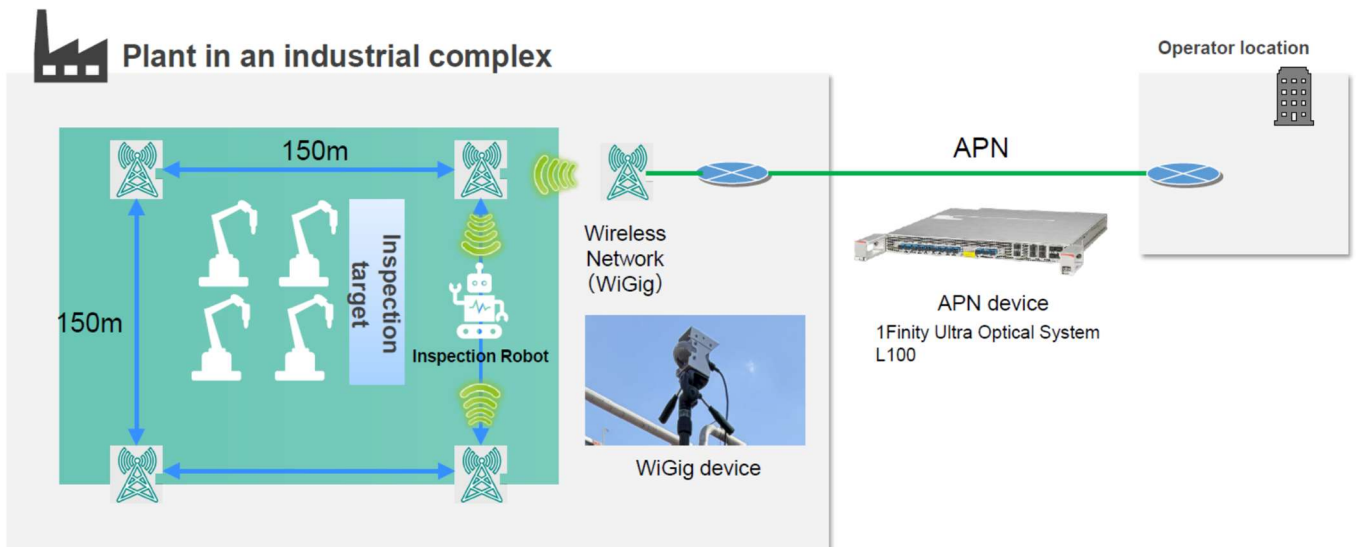 Plant in an industrial complex
Operator location
150m
APN
Inspection
target
Wireless
Network
(WiGig)
150m
Inspection Robot
APN device
1Finity Ultra Optical System
L100
WiGig device